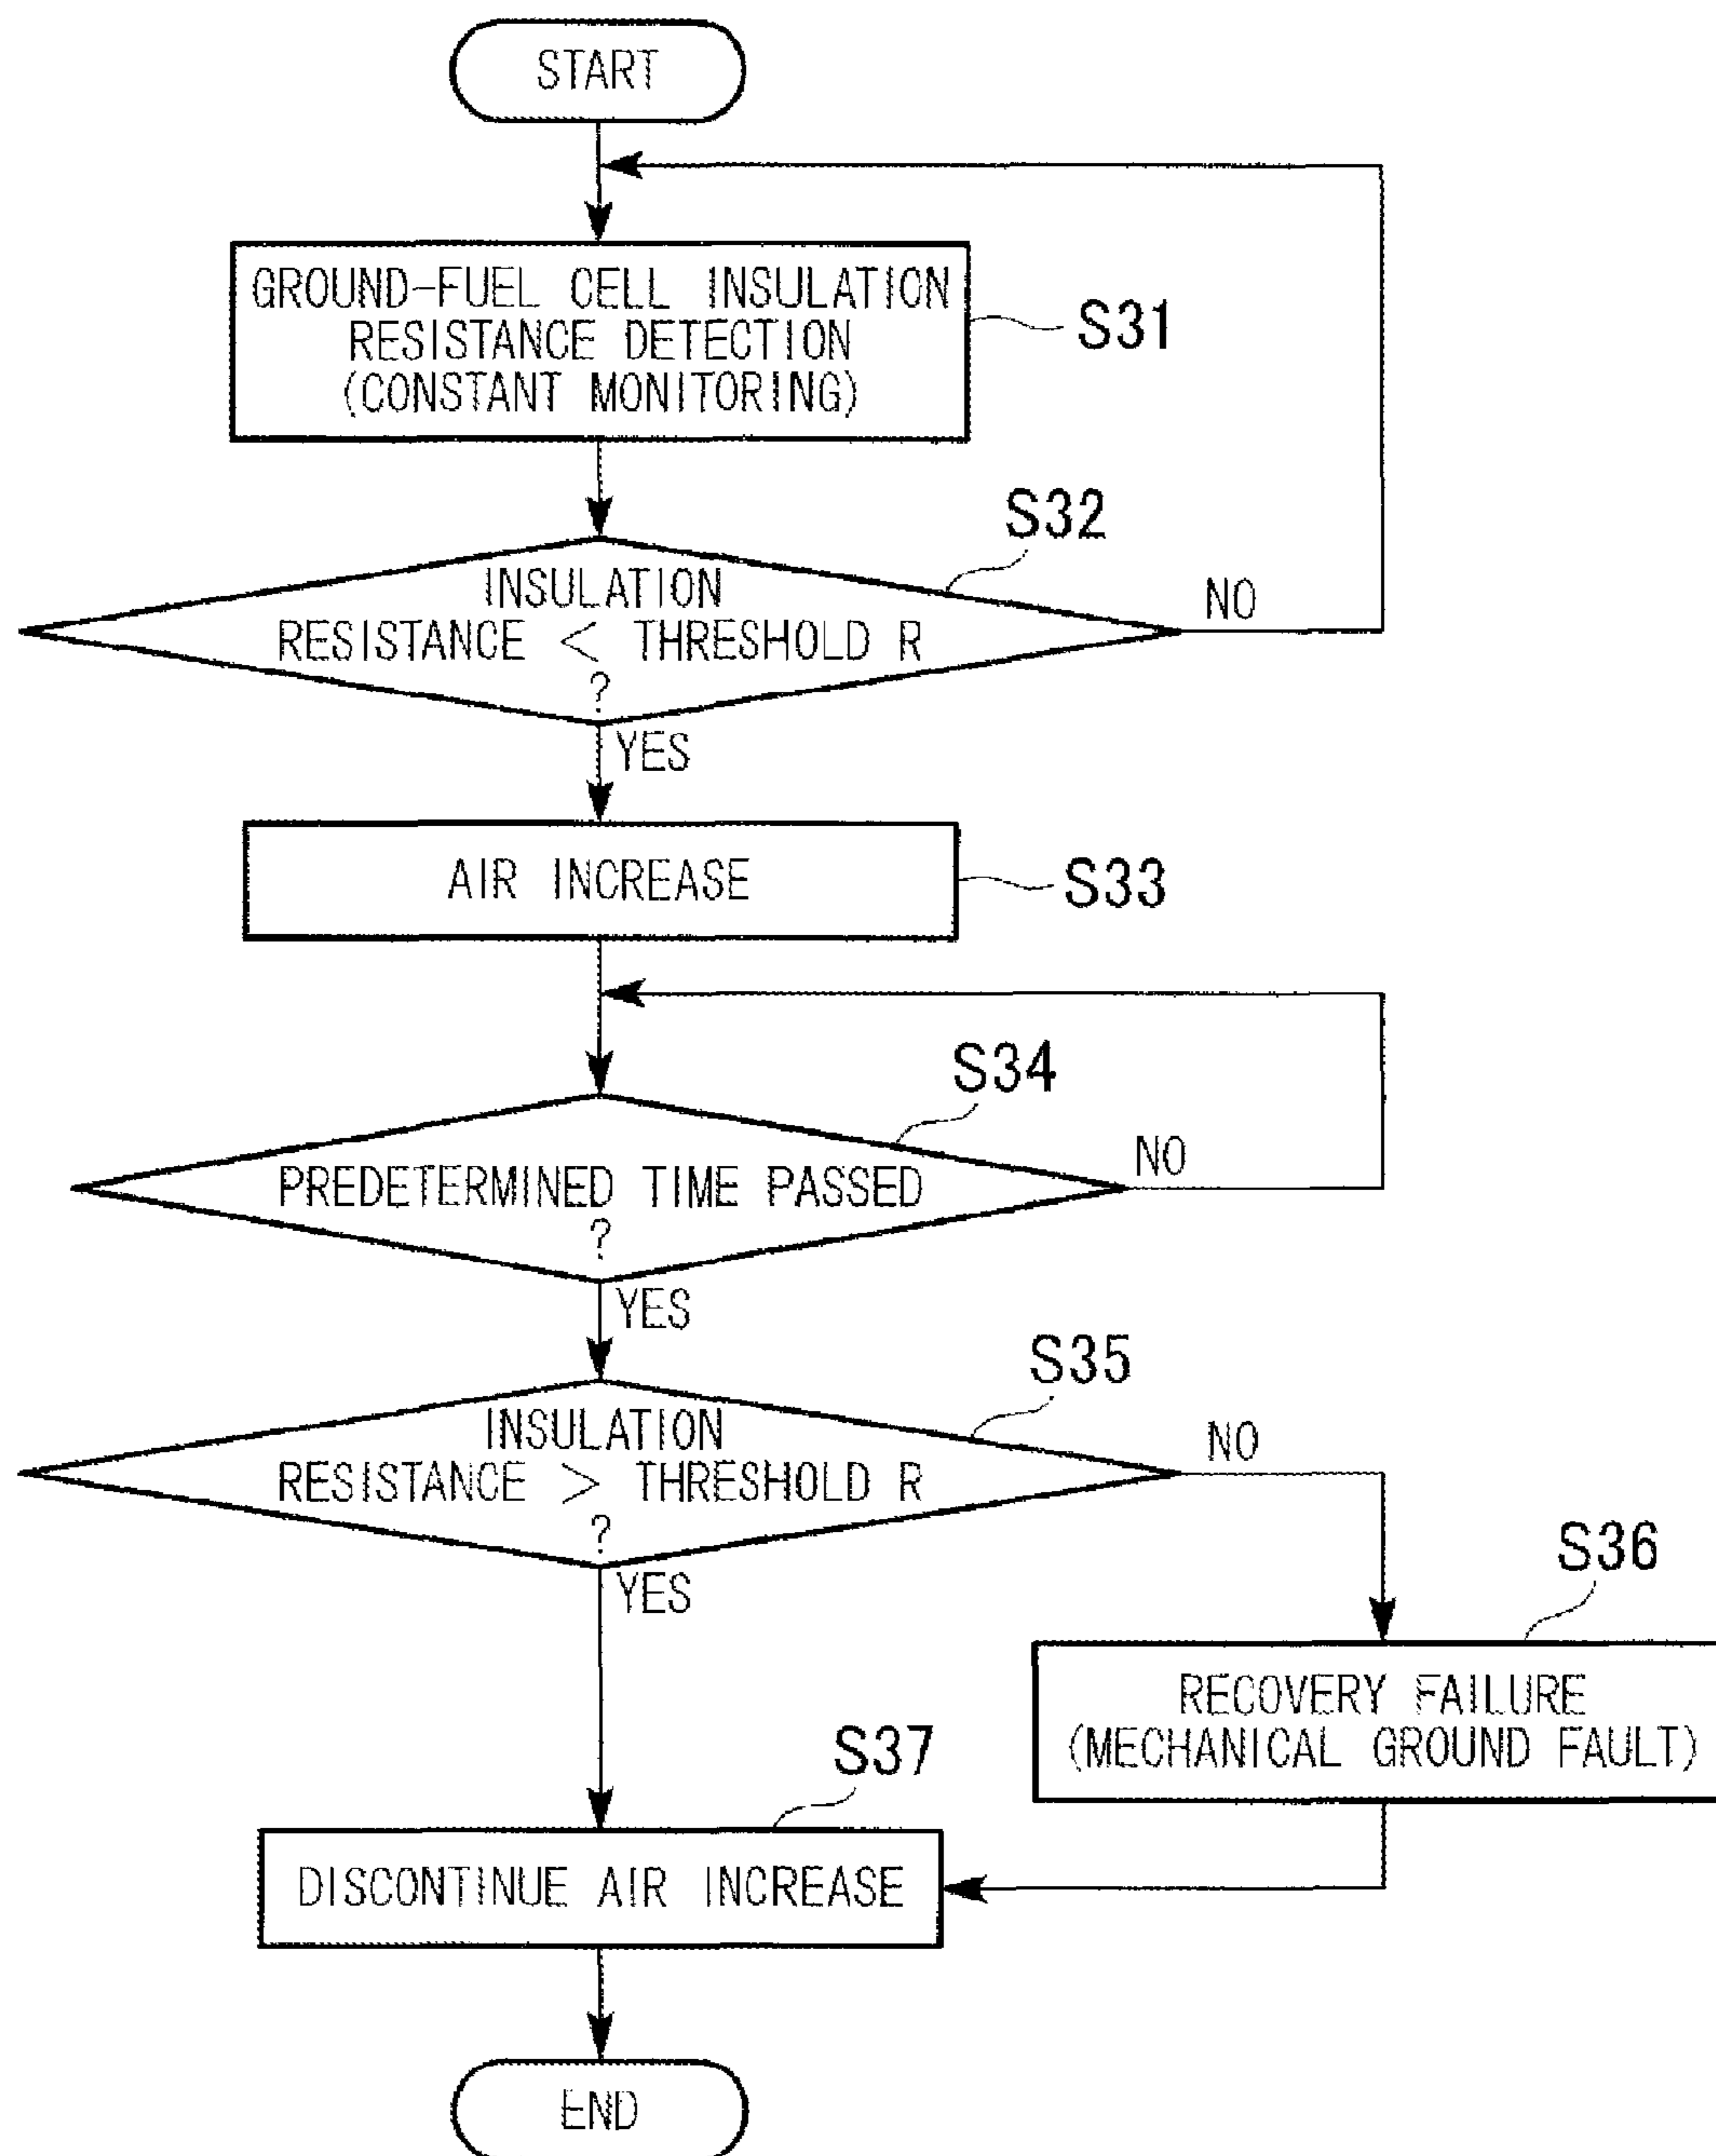 START
GROUND-FUEL CELL INSULATION
RESISTANCE DETECTION
(CONSTANT MONITORING)
S31
S32
INSULATION
RESISTANCE < THRESHOLD R
?
NO
YES
AIR INCREASE
S33
S34
PREDETERMINED TIME PASSED
?
NO
YES
S35
INSULATION
RESISTANCE > THRESHOLD R
?
NO
YES
S36
RECOVERY FAILURE
(MECHANICAL GROUND FAULT)
S37
DISCONTINUE AIR INCREASE
END